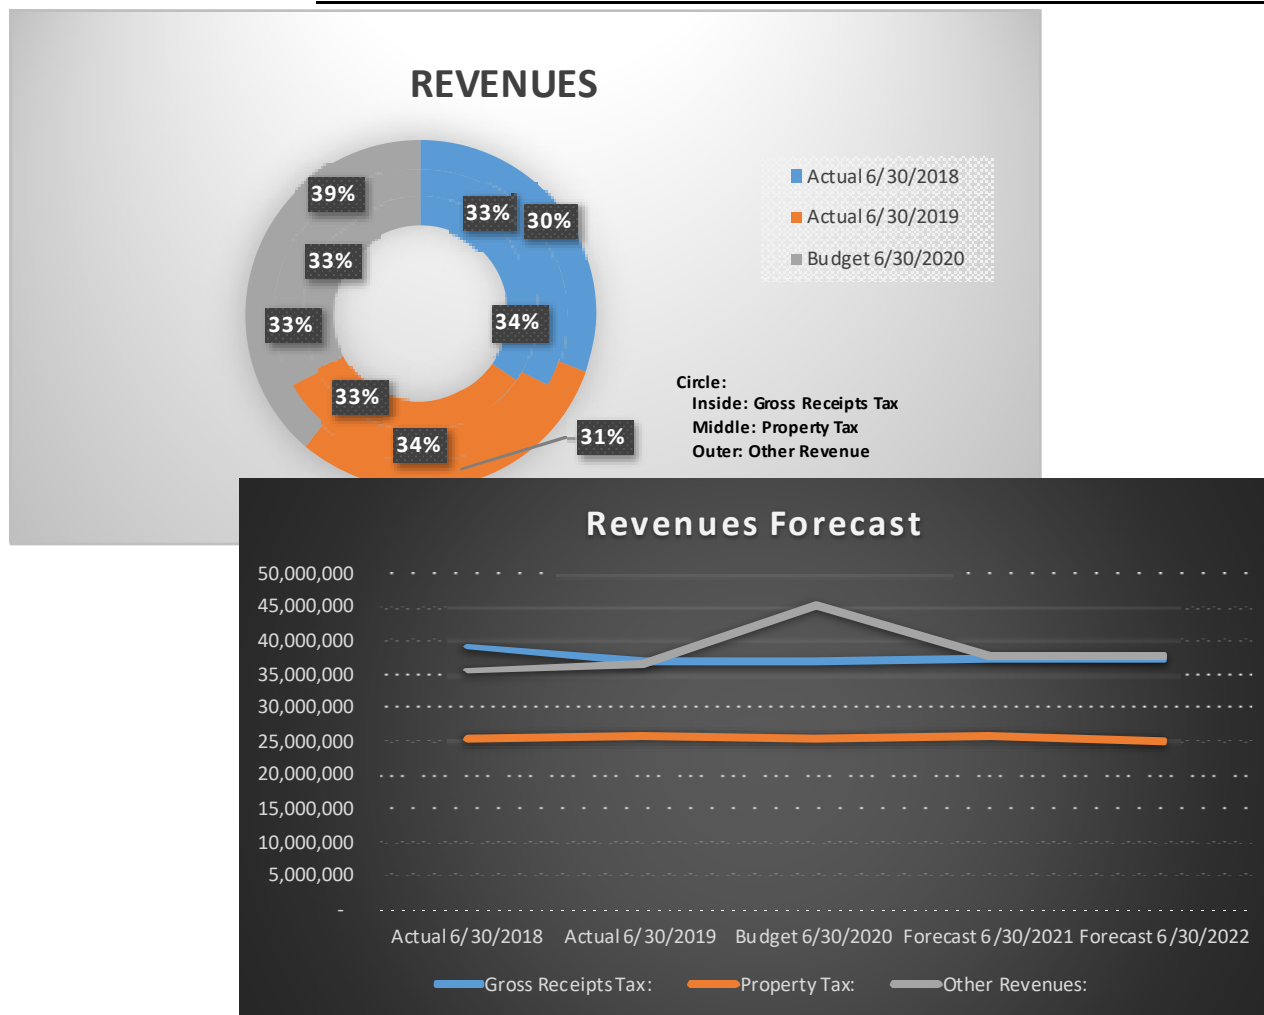 REVENUES
39%
33%
30%
33%
33%
34%
33%
34%
31%
Actual 6/30/2018
Actual 6/30/2019
Budget 6/30/2020
Circle:
Inside: Gross Receipts Tax
Middle: Property Tax
Outer: Other Revenue
Revenues Forecast
50,000,000
45,000,000
40,000,000
35,000,000
30,000,000
25,000,000
20,000,000
15,000,000
10,000,000
5,000,000
-
Actual 6/30/2018 Actual 6/30/2019 Budget 6/30/2020 Forecast 6/30/2021 Forecast 6/30/2022
Gross Receipts Tax: Property Tax: Other Revenues: